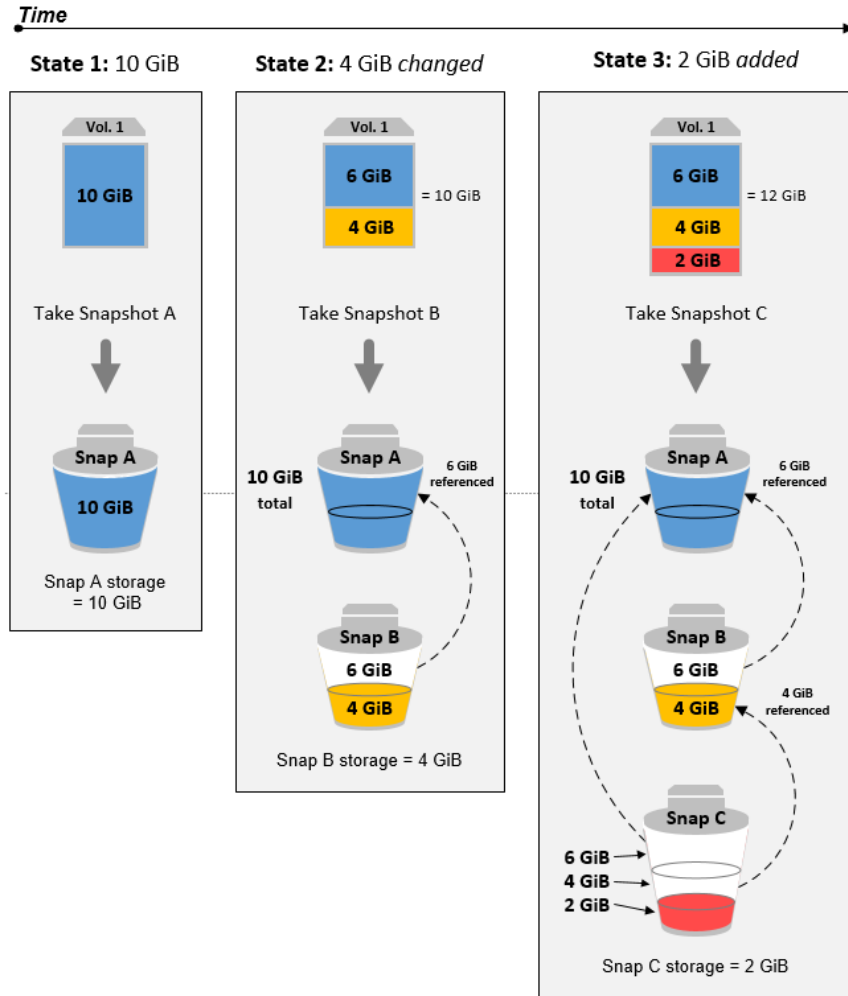 Time
State 1: 10 GiB
State 2: 4 GiB changed
State 3: 2 GiB added
Vol. 1
10 GiB
Take Snapshot A
Snap A
10 GiB
Snap A storage
= 10 GiB
Vol. 1
6 GiB
= 10 GiB
4 GiB
Take Snapshot B
10 GiB
total
Snap A
6 GiB
referenced
Snap B
6 GiB
4 GiB
Snap B storage = 4 GiB
Vol. 1
6 GiB
= 12 GiB
4 GiB
2 GiB
Take Snapshot C
10 GiB
total
Snap A
6 GiB
referenced
Snap B
6 GiB
4 GiB
4 GiB
referenced
Snap C
6 GiB
4 GiB
2 GiB
Snap C storage = 2 GiB